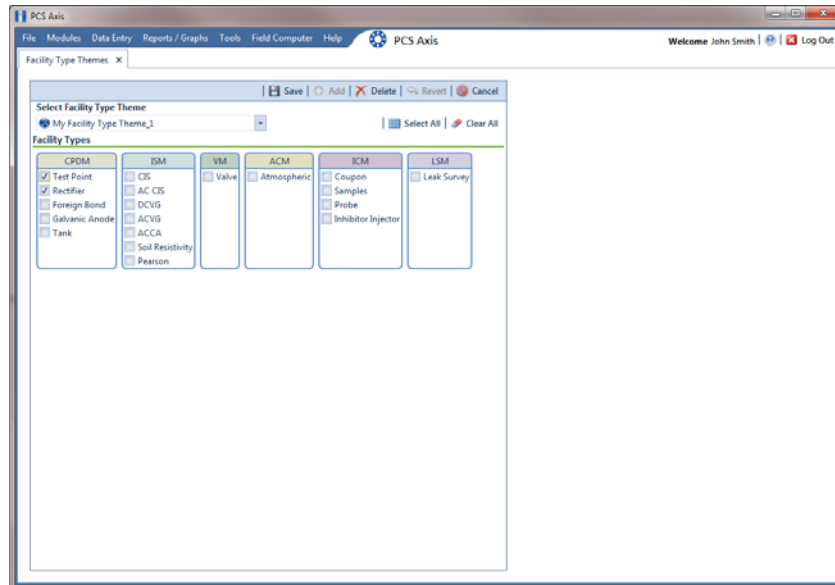 PCS Axis
File Modules Data Entry Reports / Graphs Tools Field Computer Help PCS Axis Welcome John Smith | | Log Out
Facility Type Themes X
| Save | Add | Delete | Revert | Cancel
Select Facility Type Theme
My Facility Type Theme_1 | Select All | Clear All
Facility Types
CPDM ISM VM ACM ICM LSM
Test Point CIS Valve Atmospheric Coupon Leak Survey
Rectifier AC CIS Samples
Foreign Bond DCVG Probe
Galvanic Anode ACVG Inhibitor Injector
Tank ACCA
Soil Resistivity
Pearson